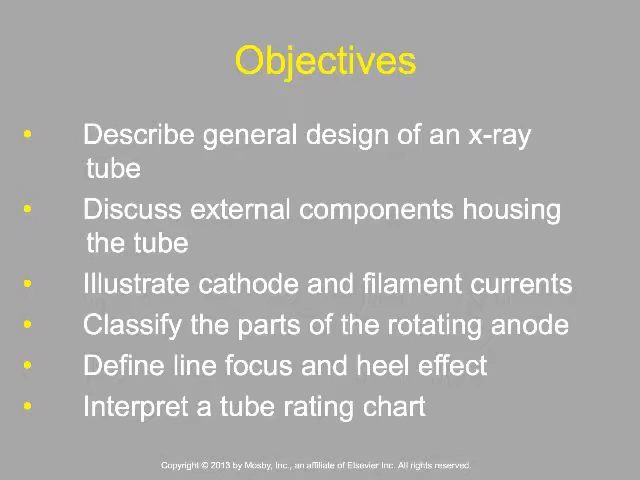 Objectives
• Describe general design of an x-ray
tube
• Discuss external components housing
the tube
• Illustrate cathode and filament currents
• Classify the parts of the rotating anode
• Define line focus and heel effect
• Interpret a tube rating chart
Copyright © 2013 by Mosby, Inc., an affiliate of Elsevier Inc. All rights reserved.